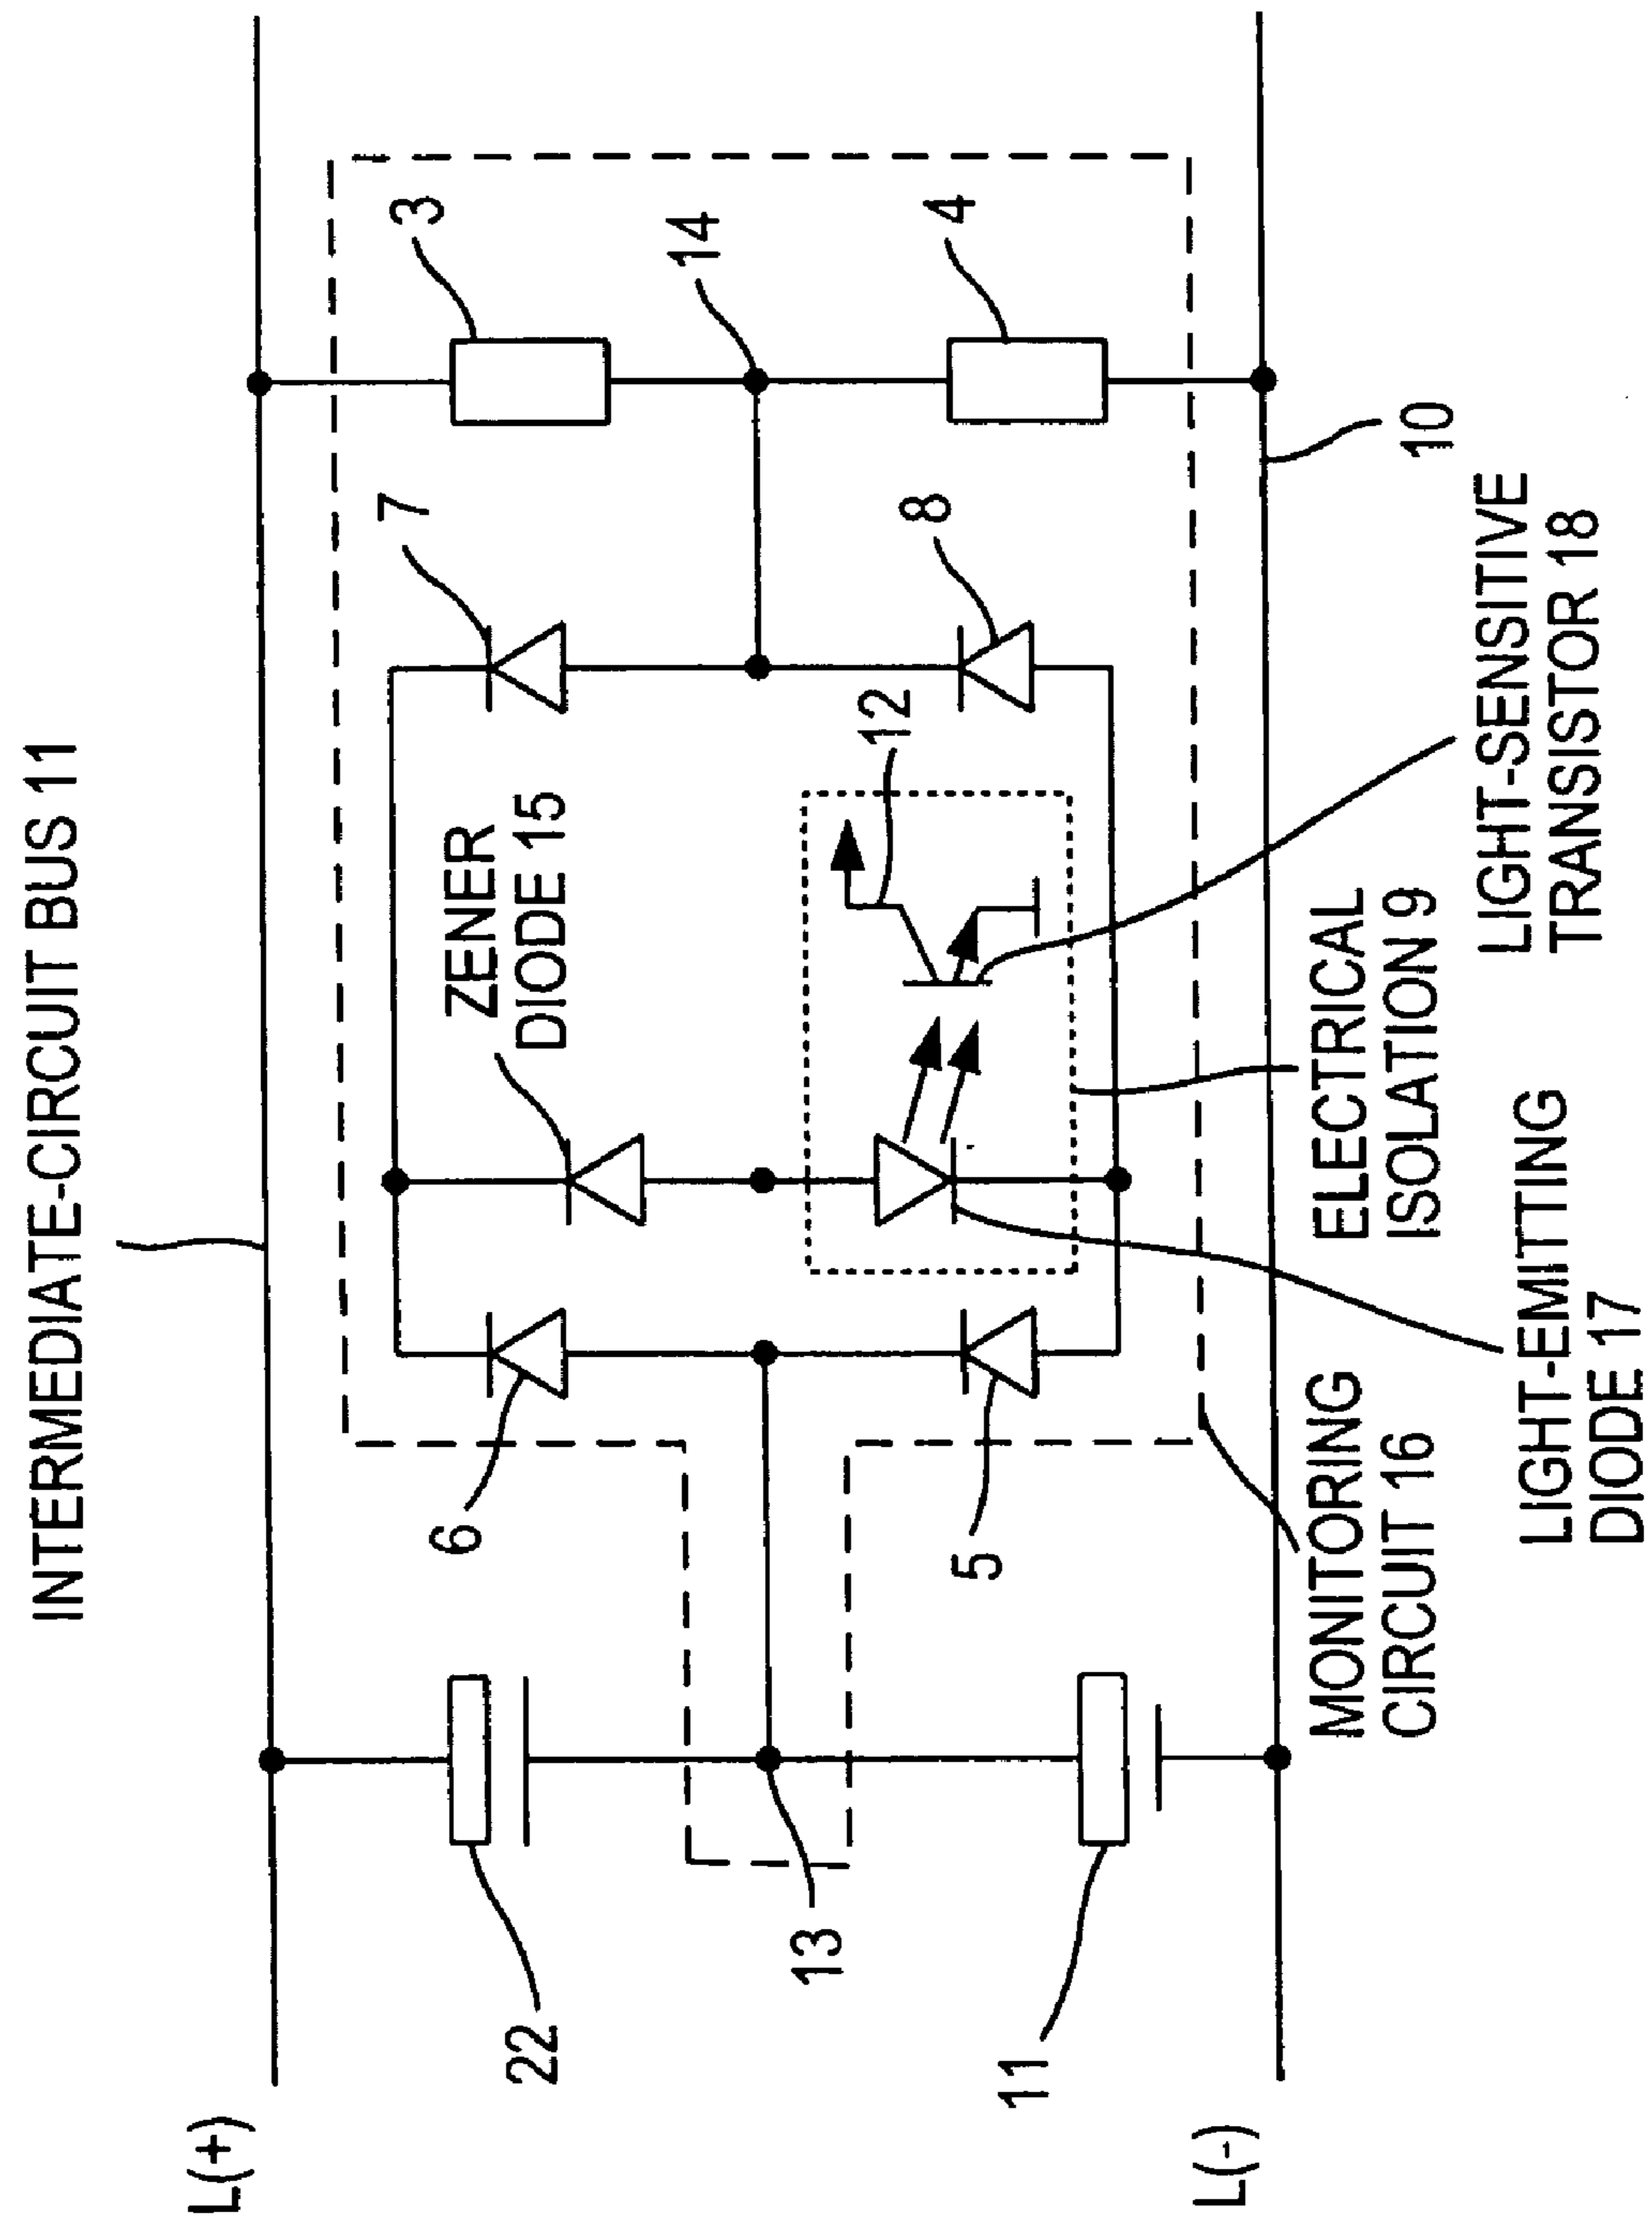 INTERMEDIATE-CIRCUIT BUS 11
L(+)
22
6
7
3
ZENER
DIODE 15
14
13
12
11
5
8
4
L(-)
10
MONITORING
CIRCUIT 16
ELECTRICAL
ISOLATION 9
LIGHT-SENSITIVE
TRANSISTOR 18
LIGHT-EMITTING
DIODE 17